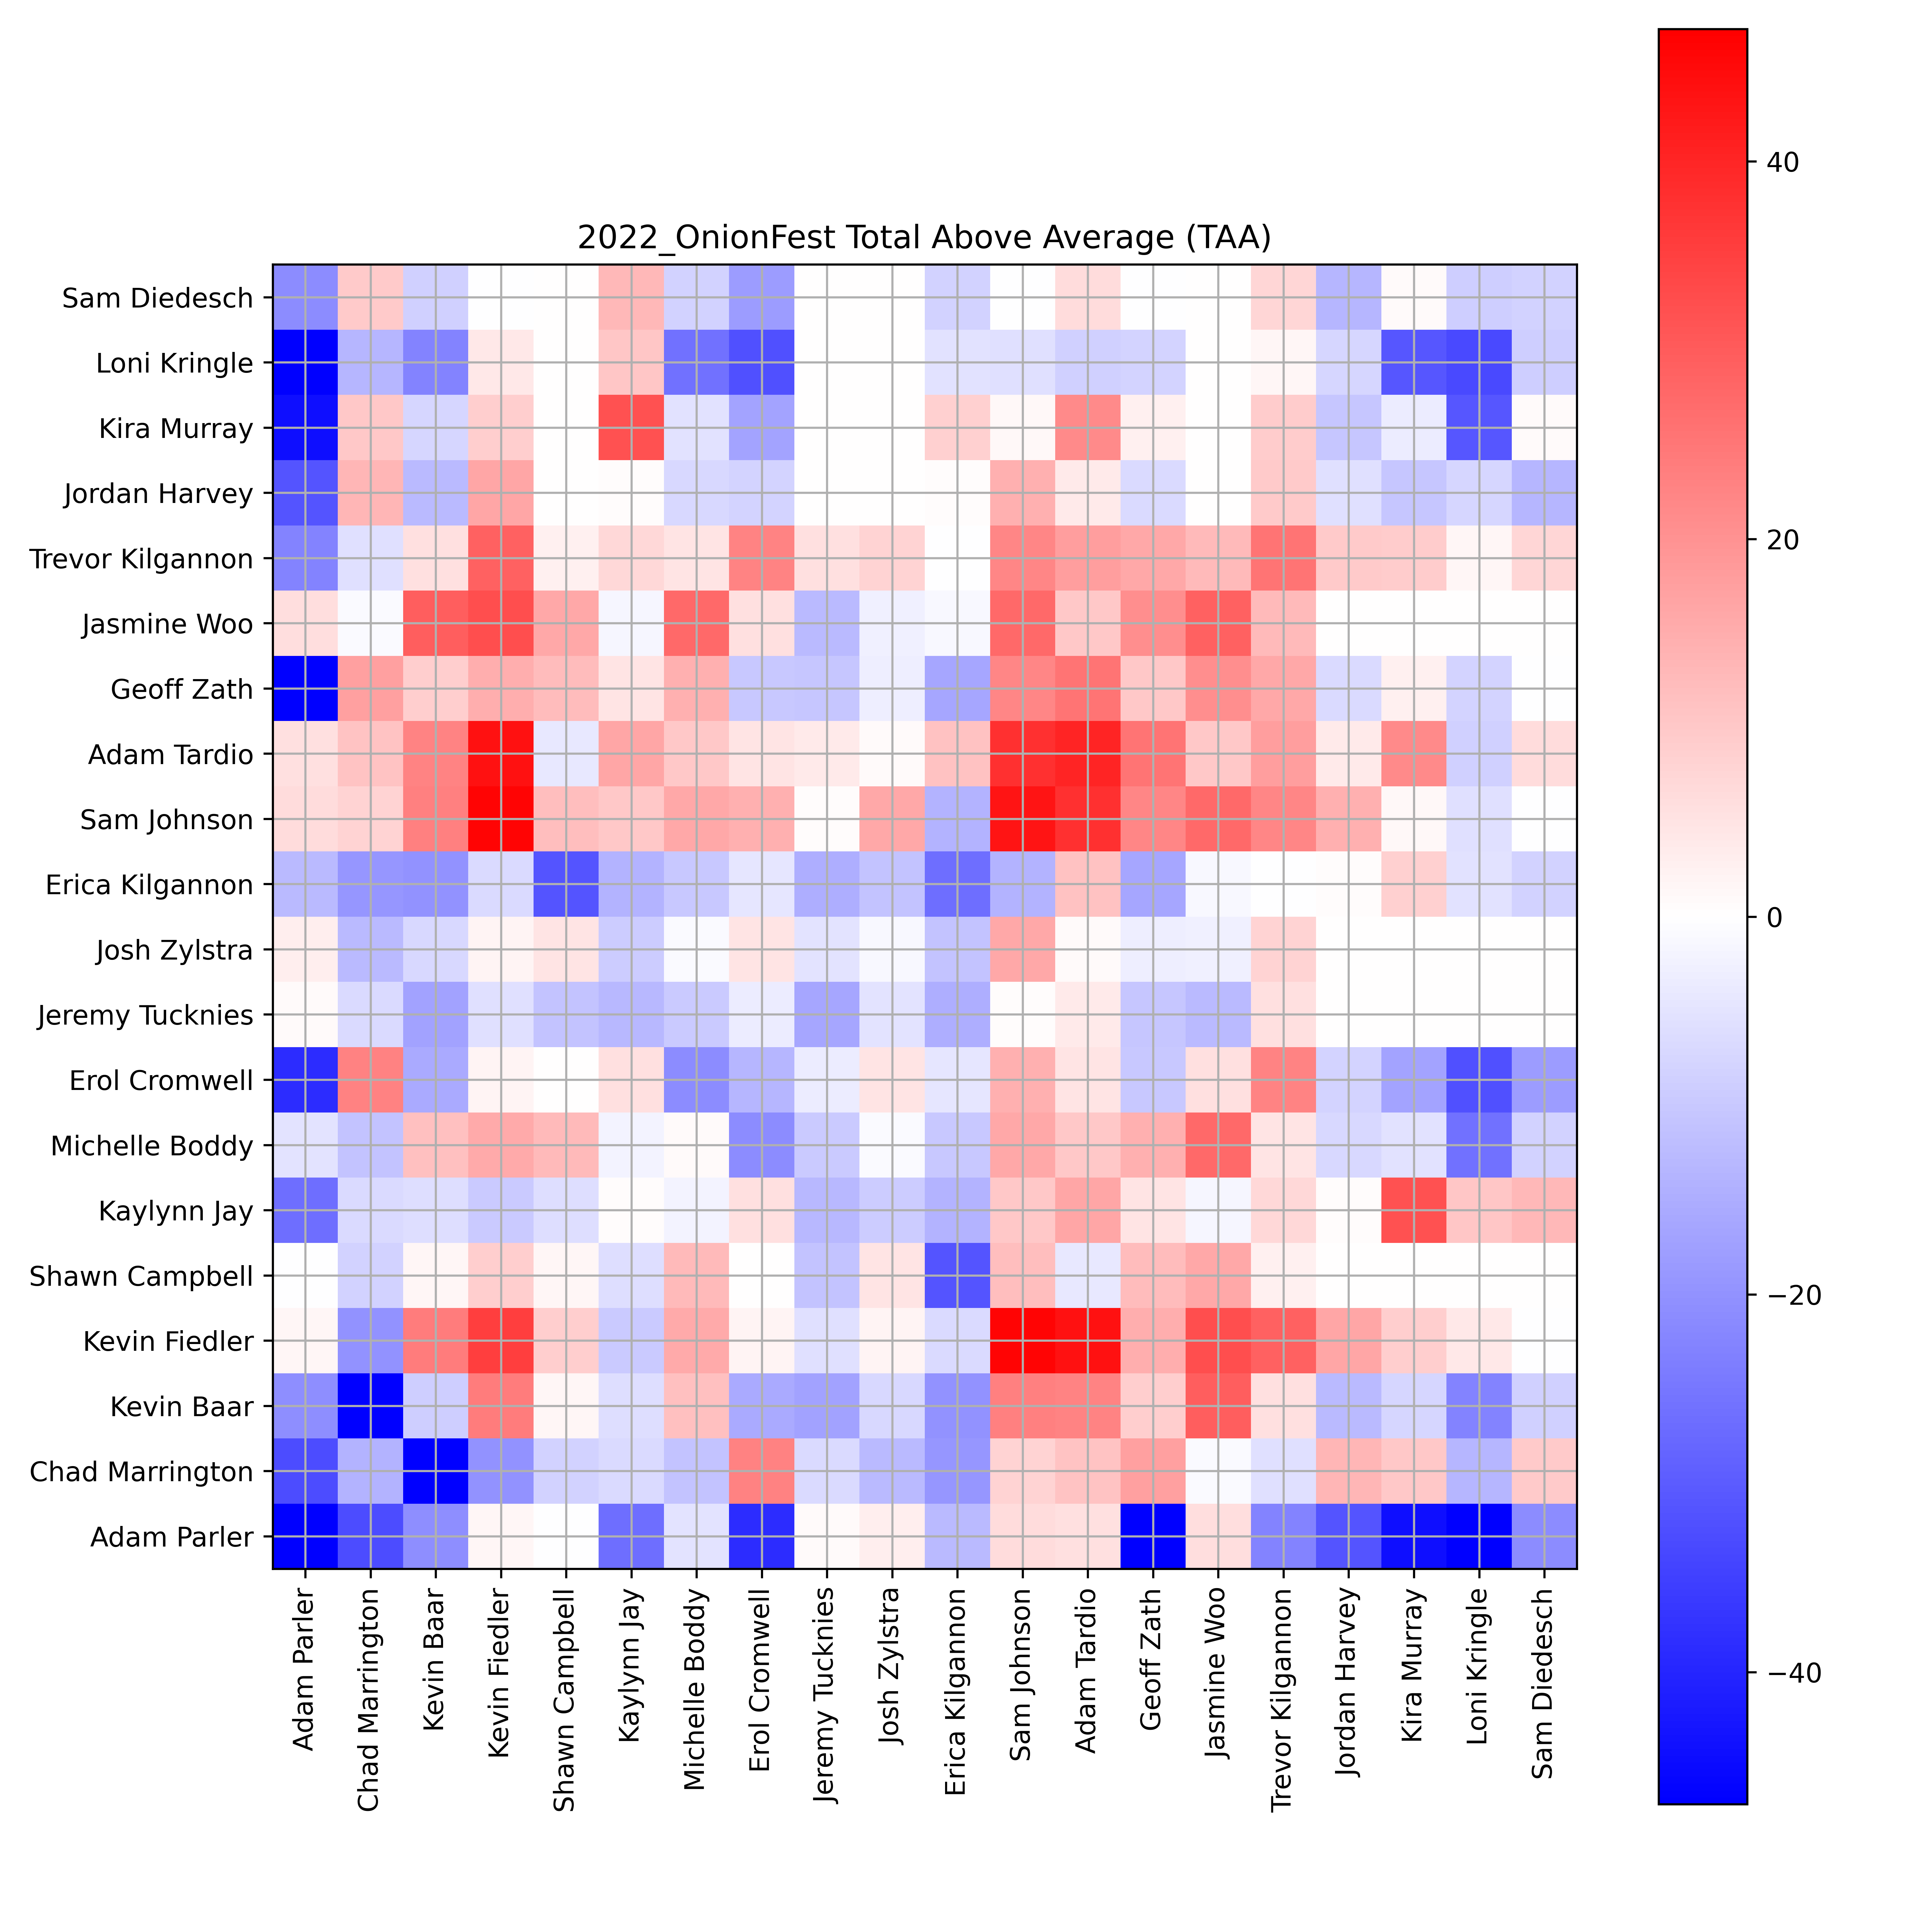 2022_OnionFest Total Above Average (TAA)
Sam Diedesch
Loni Kringle
Kira Murray
Jordan Harvey
Trevor Kilgannon
Jasmine Woo
Geoff Zath
Adam Tardio
Sam Johnson
Erica Kilgannon
Josh Zylstra
Jeremy Tucknies
Erol Cromwell
Michelle Boddy
Kaylynn Jay
Shawn Campbell
Kevin Fiedler
Kevin Baar
Chad Marrington
Adam Parler
Adam Parler
Chad Marrington
Kevin Baar
Kevin Fiedler
Shawn Campbell
Kaylynn Jay
Michelle Boddy
Erol Cromwell
Jeremy Tucknies
Josh Zylstra
Erica Kilgannon
Sam Johnson
Adam Tardio
Geoff Zath
Jasmine Woo
Trevor Kilgannon
Jordan Harvey
Kira Murray
Loni Kringle
Sam Diedesch
40
20
0
−20
−40